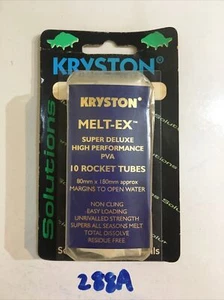 KRYSTON®
Solutions
KRYSTON®
MELT-EX™
SUPER DELUXE
HIGH PERFORMANCE
PVA
10 ROCKET TUBES
80mm x 180mm approx
MARGINS TO OPEN WATER
NON CLING
EASY LOADING
UNRIVALLED STRENGTH
SUPERB ALL SEASONS MELT
TOTAL DISSOLVE
RESIDUE FREE
288A